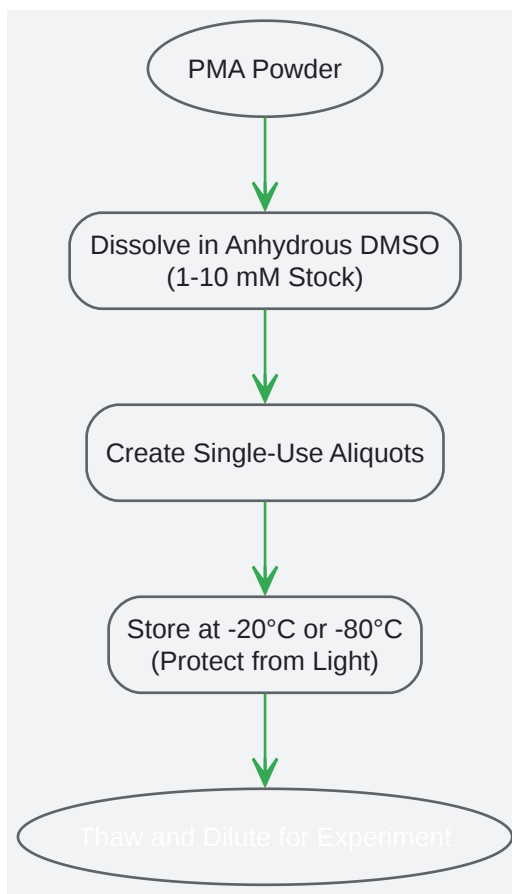 PMA Powder
Dissolve in Anhydrous DMSO
(1-10 mM Stock)
Create Single-Use Aliquots
Store at -20°C or -80°C
(Protect from Light)
Thaw and Dilute for Experiment